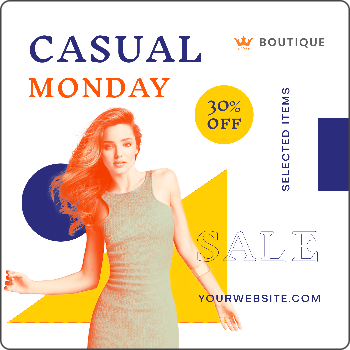 CASUAL
MONDAY
BOUTIQUE
30%
OFF
SELECTED ITEMS
SALE
YOURWEBSITE.COM